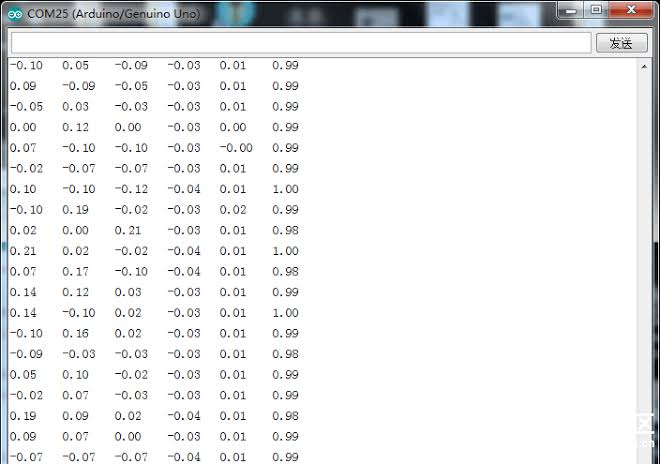 COM25 (Arduino/Genuino Uno)
发送
-0.10 0.05 -0.09 -0.03 0.01 0.99
0.09 -0.09 -0.05 -0.03 0.01 0.99
-0.05 0.03 -0.03 -0.03 0.01 0.99
0.00 0.12 0.00 -0.03 0.00 0.99
0.07 -0.10 -0.10 -0.03 -0.00 0.99
-0.02 -0.07 -0.07 -0.03 0.01 0.99
0.10 -0.10 -0.12 -0.04 0.01 1.00
-0.10 0.19 -0.02 -0.03 0.02 0.99
0.02 0.00 0.21 -0.03 0.01 0.98
0.21 0.02 -0.02 -0.04 0.01 1.00
0.07 0.17 -0.10 -0.04 0.01 0.98
0.14 0.12 0.03 -0.03 0.01 0.99
0.14 -0.10 0.02 -0.03 0.01 1.00
-0.10 0.16 0.02 -0.03 0.01 0.99
-0.09 -0.03 -0.03 -0.03 0.01 0.98
0.05 0.10 -0.02 -0.03 0.01 0.99
-0.02 0.07 -0.03 -0.03 0.01 0.99
0.19 0.09 0.02 -0.04 0.01 0.98
0.09 0.07 0.00 -0.03 0.01 0.99
-0.07 -0.07 -0.07 -0.04 0.01 0.99